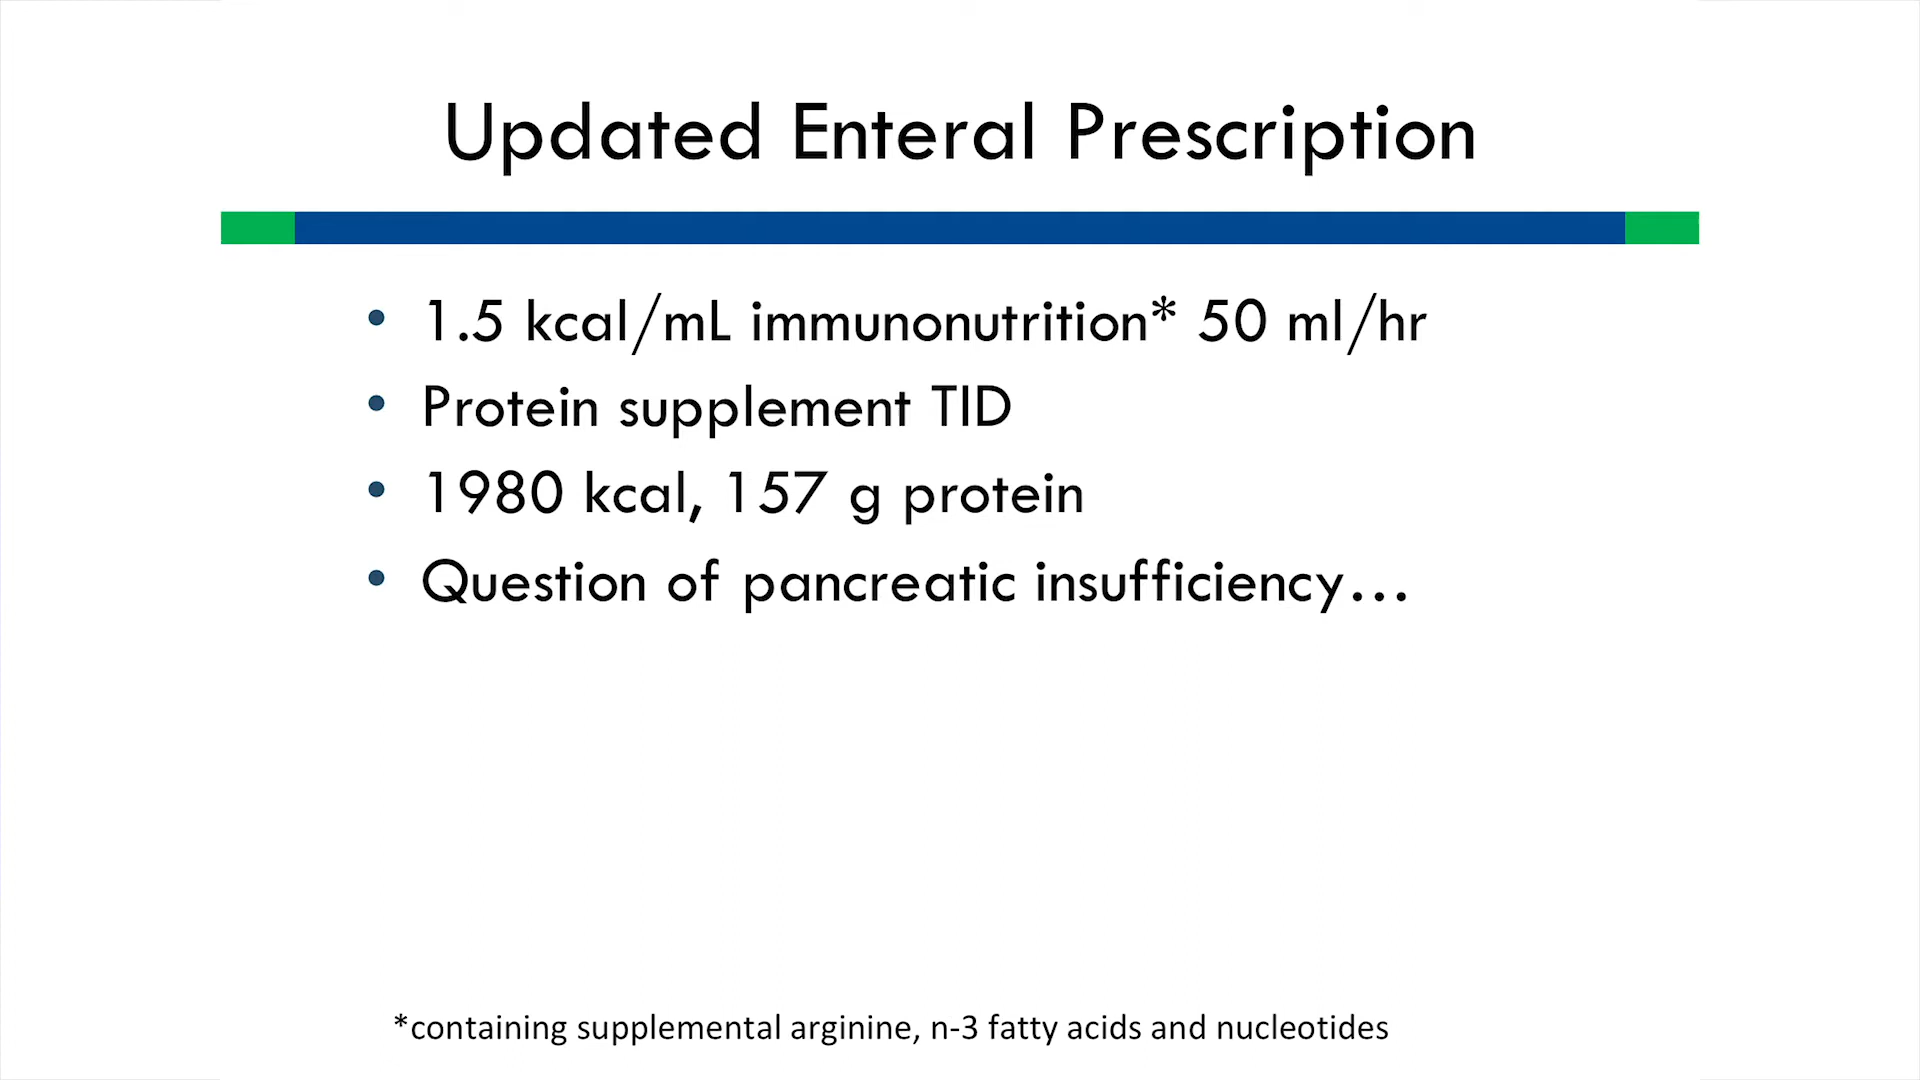 Updated Enteral Prescription
• 1.5 kcal/mL immunonutrition* 50 ml/hr
• Protein supplement TID
• 1980 kcal, 157 g protein
• Question of pancreatic insufficiency…
*containing supplemental arginine, n-3 fatty acids and nucleotides